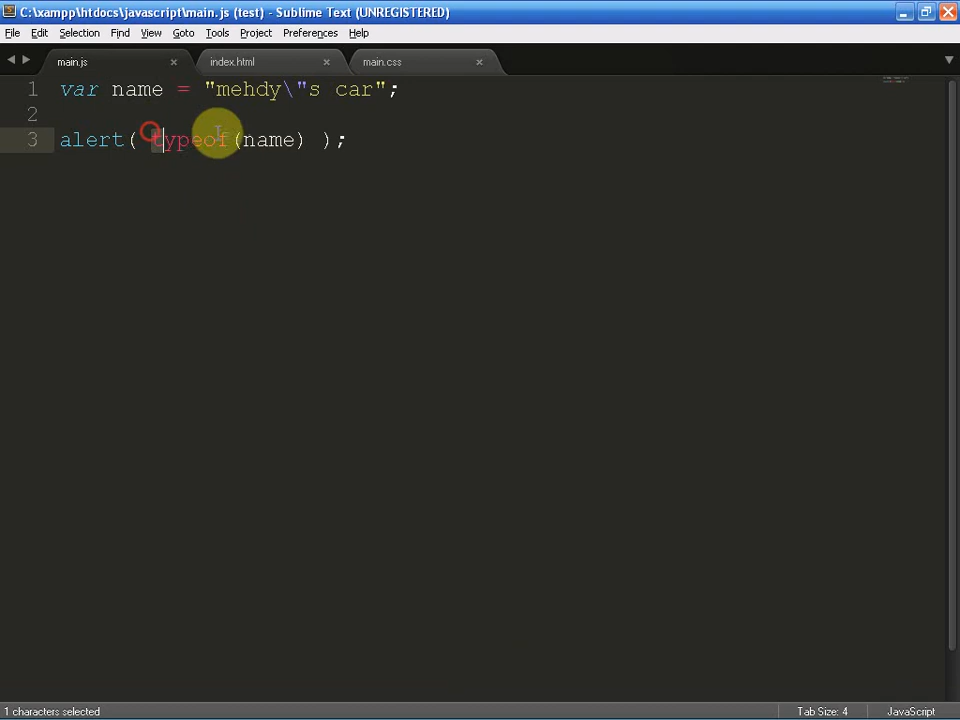 C:\xampp\htdocs\javascript\main.js (test) - Sublime Text (UNREGISTERED)
File Edit Selection Find View Goto Tools Project Preferences Help
main.js × index.html × main.css ×
1 var name = "mehdy\"s car";
2
3 alert( typeof(name) );
1 characters selected Tab Size: 4 JavaScript